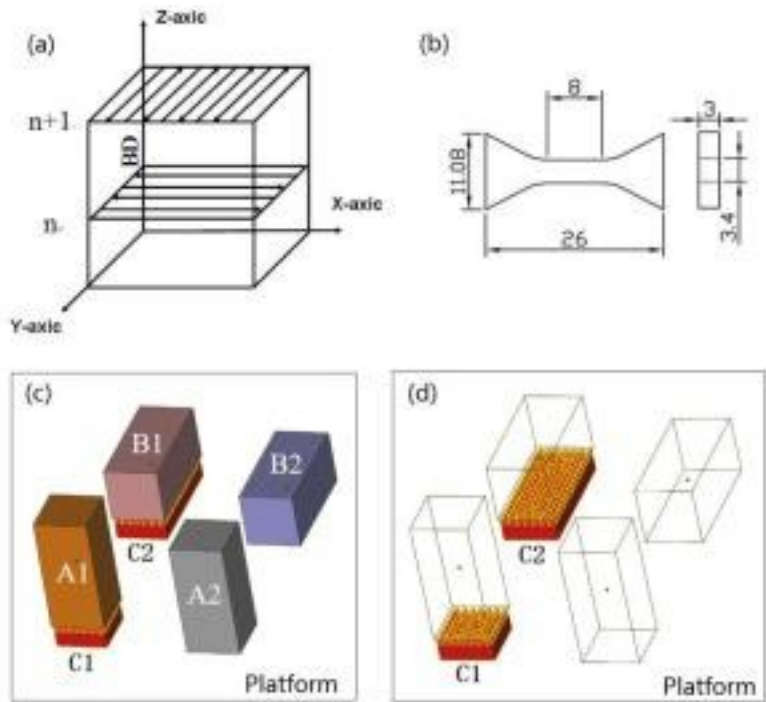 (a)
Z-axic
n+1
BD
n
X-axic
Y-axic
(b)
8
3
11.08
3.4
26
(c)
B1
B2
A1
C2
A2
C1
Platform
(d)
C2
C1
Platform